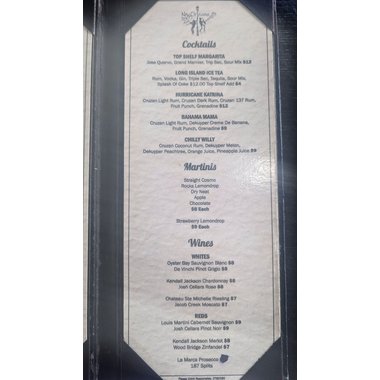 Cocktails
TOP SHELF MARGARITA
Jose Quervo, Grand Marnier, Trip Sec, Sour Mix $12
LONG ISLAND ICE TEA
Rum, Vodka, Gin, Triple Sec, Tequila, Sour Mix,
Splash Of Coke $12.00 Top Shelf Add $4
HURRICANE KATRINA
Cruzan Light Rum, Cruzan Dark Rum, Cruzan 137 Rum,
Fruit Punch, Grenadine $12
BANAMA MAMA
Cruzan Light Rum, Dekuyper Creme De Banana,
Fruit Punch, Grenadine $9
CHILLY WILLY
Cruzan Coconut Rum, Dekuyper Melon,
Dekuyper Peachtree, Orange Juice, Pineapple Juice $9
Martinis
Straight Cosmo
Rocks Lemondrop
Dry Neat
Apple
Chocolate
$8 Each
Strawberry Lemondrop
$9 Each
Wines
WHITES
Oyster Bay Sauvignon Blanc $8
Da Vinchi Pinot Grigio $8
Kendall Jackson Chardonnay $8
Josh Cellars Rose $8
Chateau Ste Michelle Riesling $7
Jacob Creek Moscato $7
REDS
Louis Martini Cabernet Sauvignon $9
Josh Cellars Pinot Noir $9
Kendall Jackson Merlot $8
Wood Bridge Zinfandel $7
La Marca Prosecco
187 Splits